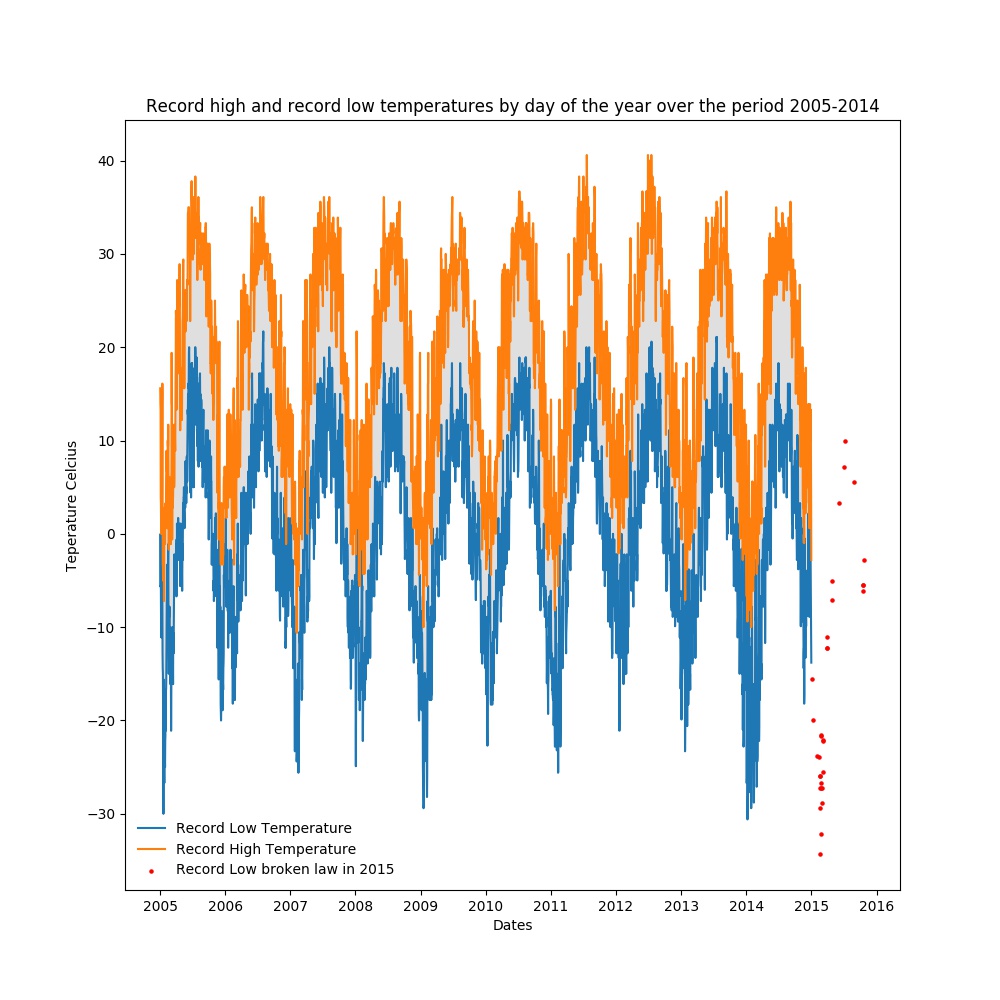 Record high and record low temperatures by day of the year over the period 2005-2014
Teperature Celcius
40
30
20
10
0
−10
−20
−30
Record Low Temperature
Record High Temperature
Record Low broken law in 2015
2005 2006 2007 2008 2009 2010 2011 2012 2013 2014 2015 2016
Dates